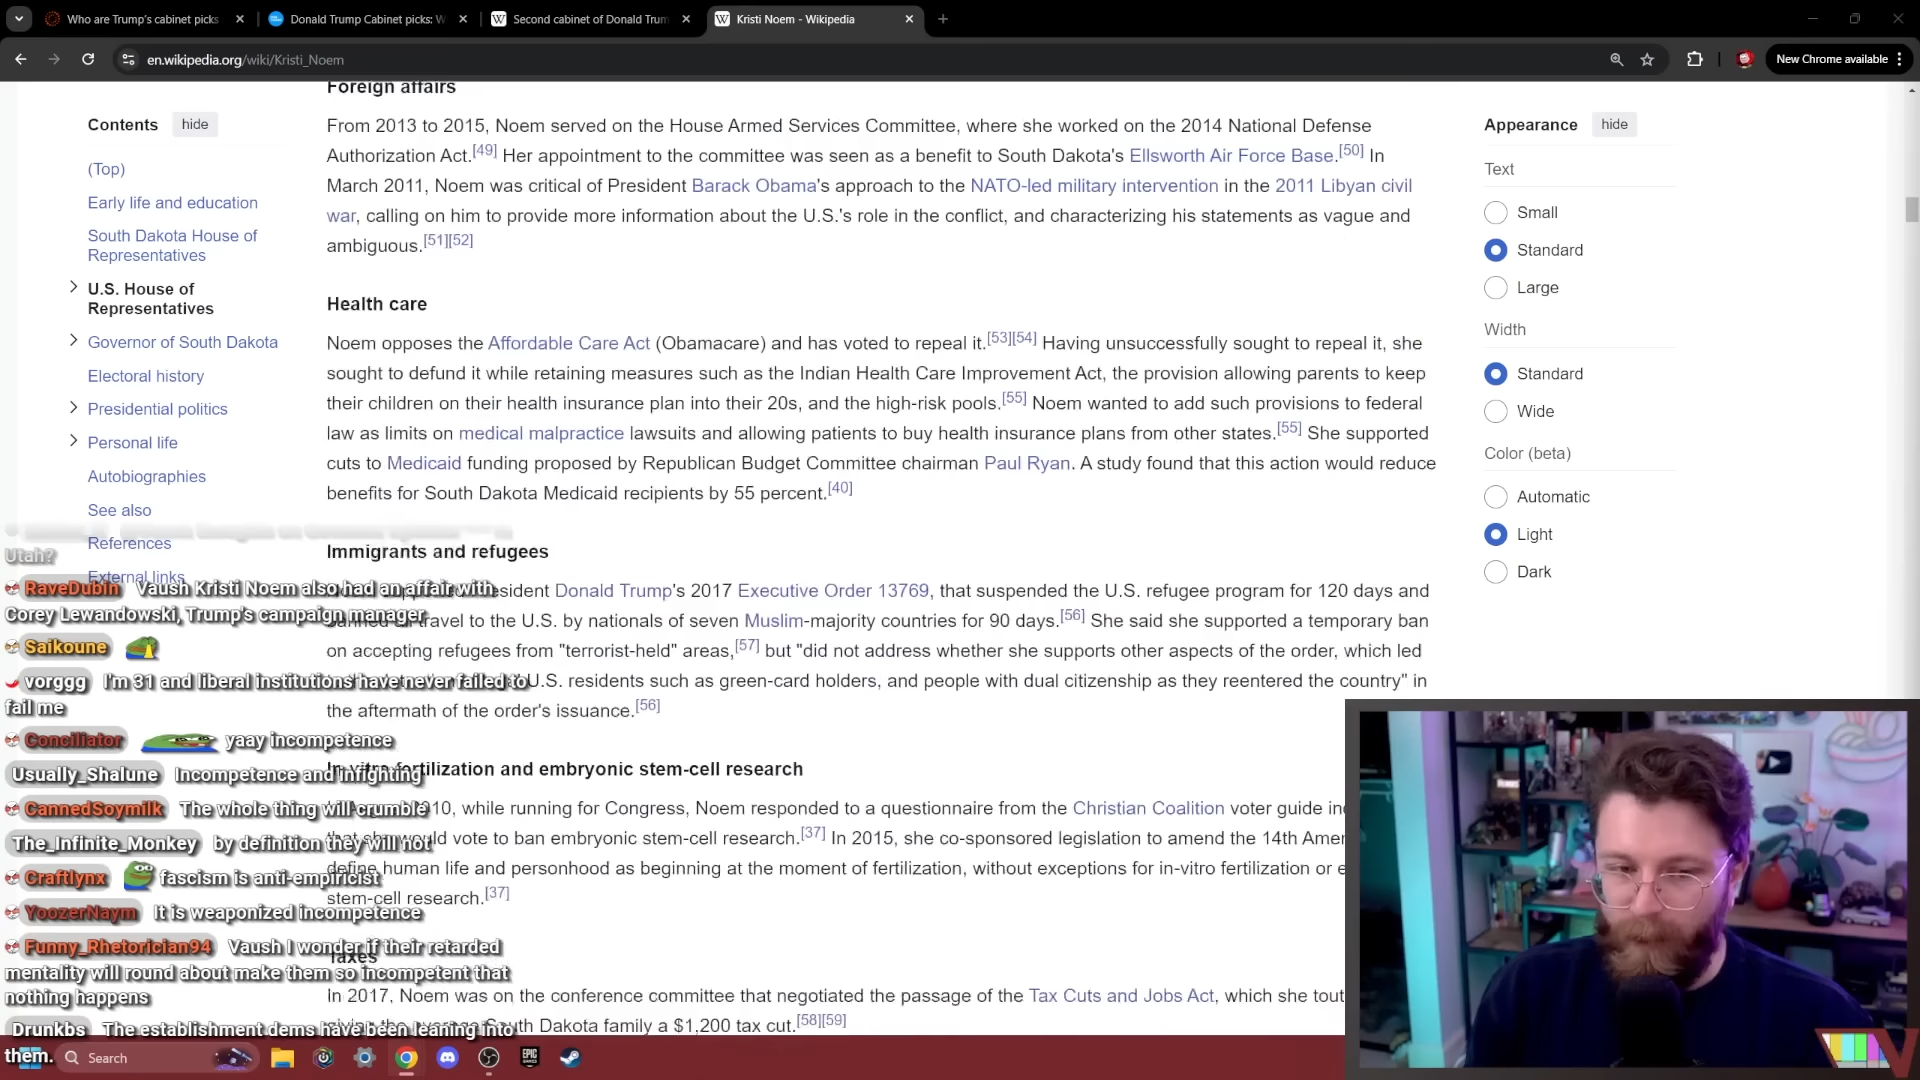 Who are Trump's cabinet picks
Donald Trump Cabinet picks: W
Second cabinet of Donald Trum
Kristi Noem - Wikipedia
en.wikipedia.org/wiki/Kristi_Noem
New Chrome available
Contents
hide
(Top)
Early life and education
South Dakota House of
Representatives
U.S. House of
Representatives
Governor of South Dakota
Electoral history
Presidential politics
Personal life
Autobiographies
See also
References
External links
Foreign affairs
From 2013 to 2015, Noem served on the House Armed Services Committee, where she worked on the 2014 National Defense
Authorization Act.[49] Her appointment to the committee was seen as a benefit to South Dakota's Ellsworth Air Force Base.[50] In
March 2011, Noem was critical of President Barack Obama's approach to the NATO-led military intervention in the 2011 Libyan civil
war, calling on him to provide more information about the U.S.'s role in the conflict, and characterizing his statements as vague and
ambiguous.[51][52]
Health care
Noem opposes the Affordable Care Act (Obamacare) and has voted to repeal it.[53][54] Having unsuccessfully sought to repeal it, she
sought to defund it while retaining measures such as the Indian Health Care Improvement Act, the provision allowing parents to keep
their children on their health insurance plan into their 20s, and the high-risk pools.[55] Noem wanted to add such provisions to federal
law as limits on medical malpractice lawsuits and allowing patients to buy health insurance plans from other states.[55] She supported
cuts to Medicaid funding proposed by Republican Budget Committee chairman Paul Ryan. A study found that this action would reduce
benefits for South Dakota Medicaid recipients by 55 percent.[40]
Immigrants and refugees
esident Donald Trump's 2017 Executive Order 13769, that suspended the U.S. refugee program for 120 days and
travel to the U.S. by nationals of seven Muslim-majority countries for 90 days.[56] She said she supported a temporary ban
on accepting refugees from "terrorist-held" areas,[57] but "did not address whether she supports other aspects of the order, which led
U.S. residents such as green-card holders, and people with dual citizenship as they reentered the country" in
the aftermath of the order's issuance.[56]
In vitro fertilization and embryonic stem-cell research
10, while running for Congress, Noem responded to a questionnaire from the Christian Coalition voter guide in
that she would vote to ban embryonic stem-cell research.[37] In 2015, she co-sponsored legislation to amend the 14th Amer
define human life and personhood as beginning at the moment of fertilization, without exceptions for in-vitro fertilization or e
stem-cell research.[37]
Taxes
In 2017, Noem was on the conference committee that negotiated the passage of the Tax Cuts and Jobs Act, which she tout
South Dakota family a $1,200 tax cut.[58][59]
Appearance
hide
Text
Small
Standard
Large
Width
Standard
Wide
Color (beta)
Automatic
Light
Dark
Utah?
RaveDubin Vaush Kristi Noem also had an affair with
Corey Lewandowski, Trump's campaign manager
Saikoune
vorggg I'm 31 and liberal institutions have never failed to
fail me
Conciliator yaay incompetence
Usually_Shalune Incompetence and infighting
CannedSoymilk The whole thing will crumble
The_Infinite_Monkey by definition they will not
Craftlynx fascism is anti-empiricist
YoozerNaym It is weaponized incompetence
Funny_Rhetorician94 Vaush I wonder if their retarded
mentality will round about make them so incompetent that
nothing happens
Drunkbs The establishment dems have been leaning into
them.
Search
EPIC
GAMES
V